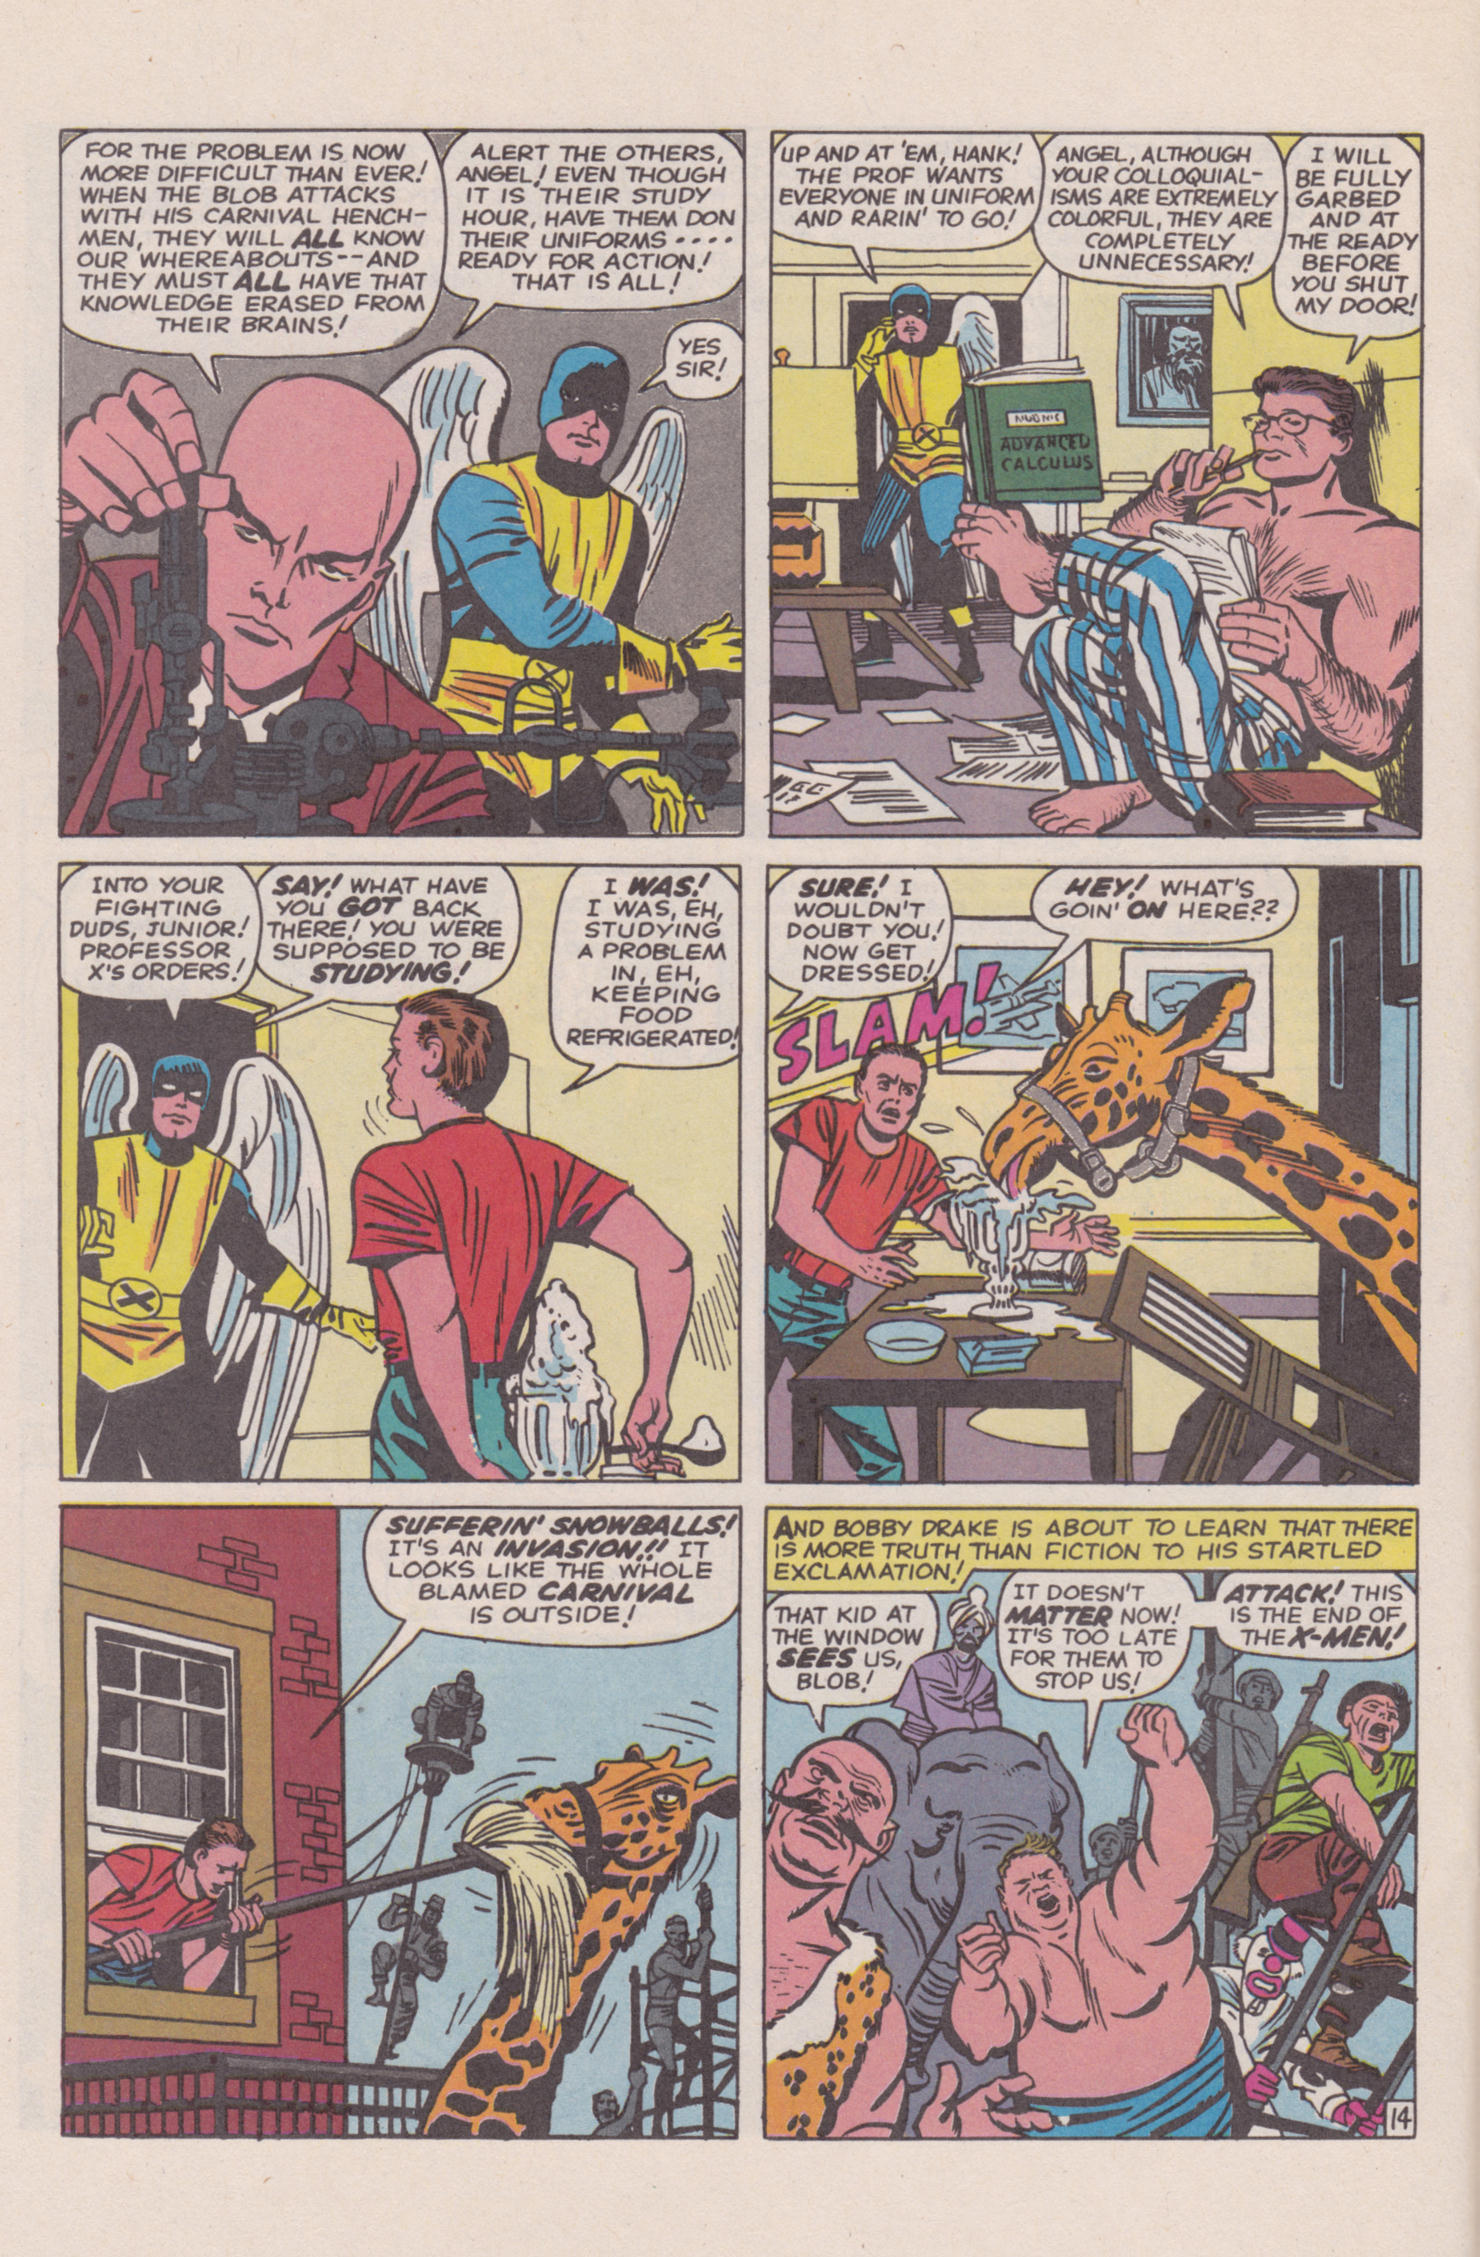 FOR THE PROBLEM IS NOW
MORE DIFFICULT THAN EVER!
WHEN THE BLOB ATTACKS
WITH HIS CARNIVAL HENCH-
MEN, THEY WILL ALL KNOW
OUR WHEREABOUTS--AND
THEY MUST ALL HAVE THAT
KNOWLEDGE ERASED FROM
THEIR BRAINS!
ALERT THE OTHERS,
ANGEL! EVEN THOUGH
IT IS THEIR STUDY
HOUR, HAVE THEM DON
THEIR UNIFORMS....
READY FOR ACTION!
THAT IS ALL!
YES
SIR!
UP AND AT 'EM, HANK!
THE PROF WANTS
EVERYONE IN UNIFORM
AND RARIN' TO GO!
ANGEL, ALTHOUGH
YOUR COLLOQUIAL-
ISMS ARE EXTREMELY
COLORFUL, THEY ARE
COMPLETELY
UNNECESSARY!
I WILL
BE FULLY
GARBED
AND AT
THE READY
BEFORE
YOU SHUT
MY DOOR!
ADVANCED
CALCULUS
INTO YOUR
FIGHTING
DUDS, JUNIOR!
PROFESSOR
X'S ORDERS!
SAY! WHAT HAVE
YOU GOT BACK
THERE! YOU WERE
SUPPOSED TO BE
STUDYING!
I WAS!
I WAS, EH,
STUDYING
A PROBLEM
IN, EH,
KEEPING
FOOD
REFRIGERATED!
X
SURE! I
WOULDN'T
DOUBT YOU!
NOW GET
DRESSED!
HEY! WHAT'S
GOIN' ON HERE??
SLAM!
SUFFERIN' SNOWBALLS!
IT'S AN INVASION!! IT
LOOKS LIKE THE WHOLE
BLAMED CARNIVAL
IS OUTSIDE!
AND BOBBY DRAKE IS ABOUT TO LEARN THAT THERE
IS MORE TRUTH THAN FICTION TO HIS STARTLED
EXCLAMATION!
THAT KID AT
THE WINDOW
SEES US,
BLOB!
IT DOESN'T
MATTER NOW!
IT'S TOO LATE
FOR THEM TO
STOP US!
ATTACK! THIS
IS THE END OF
THE X-MEN!
14